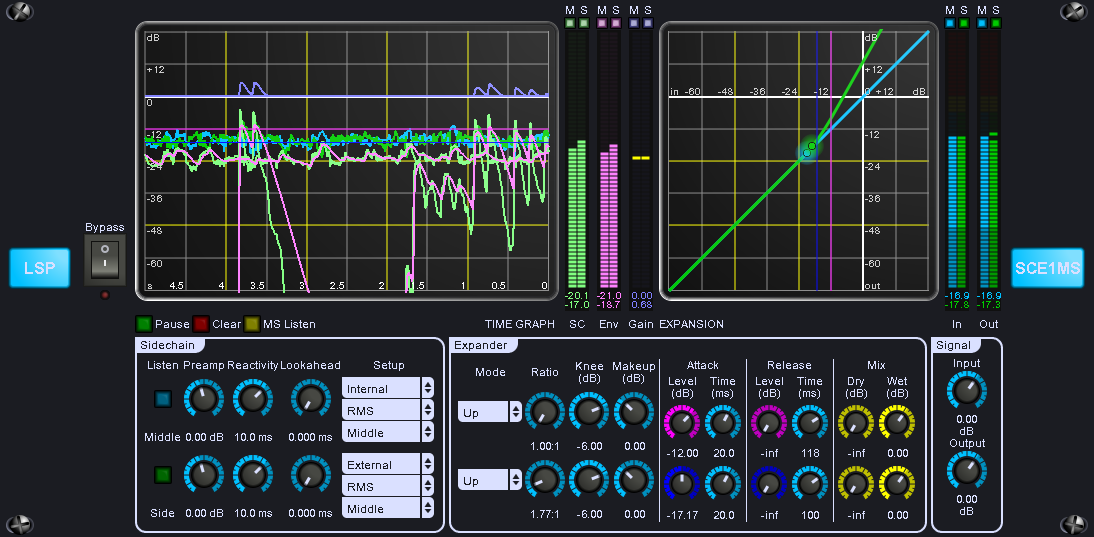 M S M S M S M S M S
dB
+12
0
-12
-24
-36
-48
-60
s 4.5 4 3.5 3 2.5 2 1.5 1 0.5 0
-20.1 -21.0 0.00
-17.0 -18.7 0.68
dB
+12
in -60 -48 -36 -24 -12 0 +12 dB
-12
-24
-36
-48
-60
out
-16.9 -16.9
-17.8 -17.3
Bypass
LSP
SCE1MS
Pause Clear MS Listen TIME GRAPH SC Env Gain EXPANSION In Out
Sidechain
Listen Preamp Reactivity Lookahead Setup
Internal
RMS
Middle
Middle 0.00 dB 10.0 ms 0.000 ms
External
RMS
Middle
Side 0.00 dB 10.0 ms 0.000 ms
Expander
Mode Ratio Knee (dB) Makeup (dB)
Attack Release Mix
Level (dB) Time (ms) Level (dB) Time (ms) Dry (dB) Wet (dB)
Up
1.00:1 -6.00 0.00 -12.00 20.0 -inf 118 -inf 0.00
Up
1.77:1 -6.00 0.00 -17.17 20.0 -inf 100 -inf 0.00
Signal
Input
0.00
dB
Output
0.00
dB